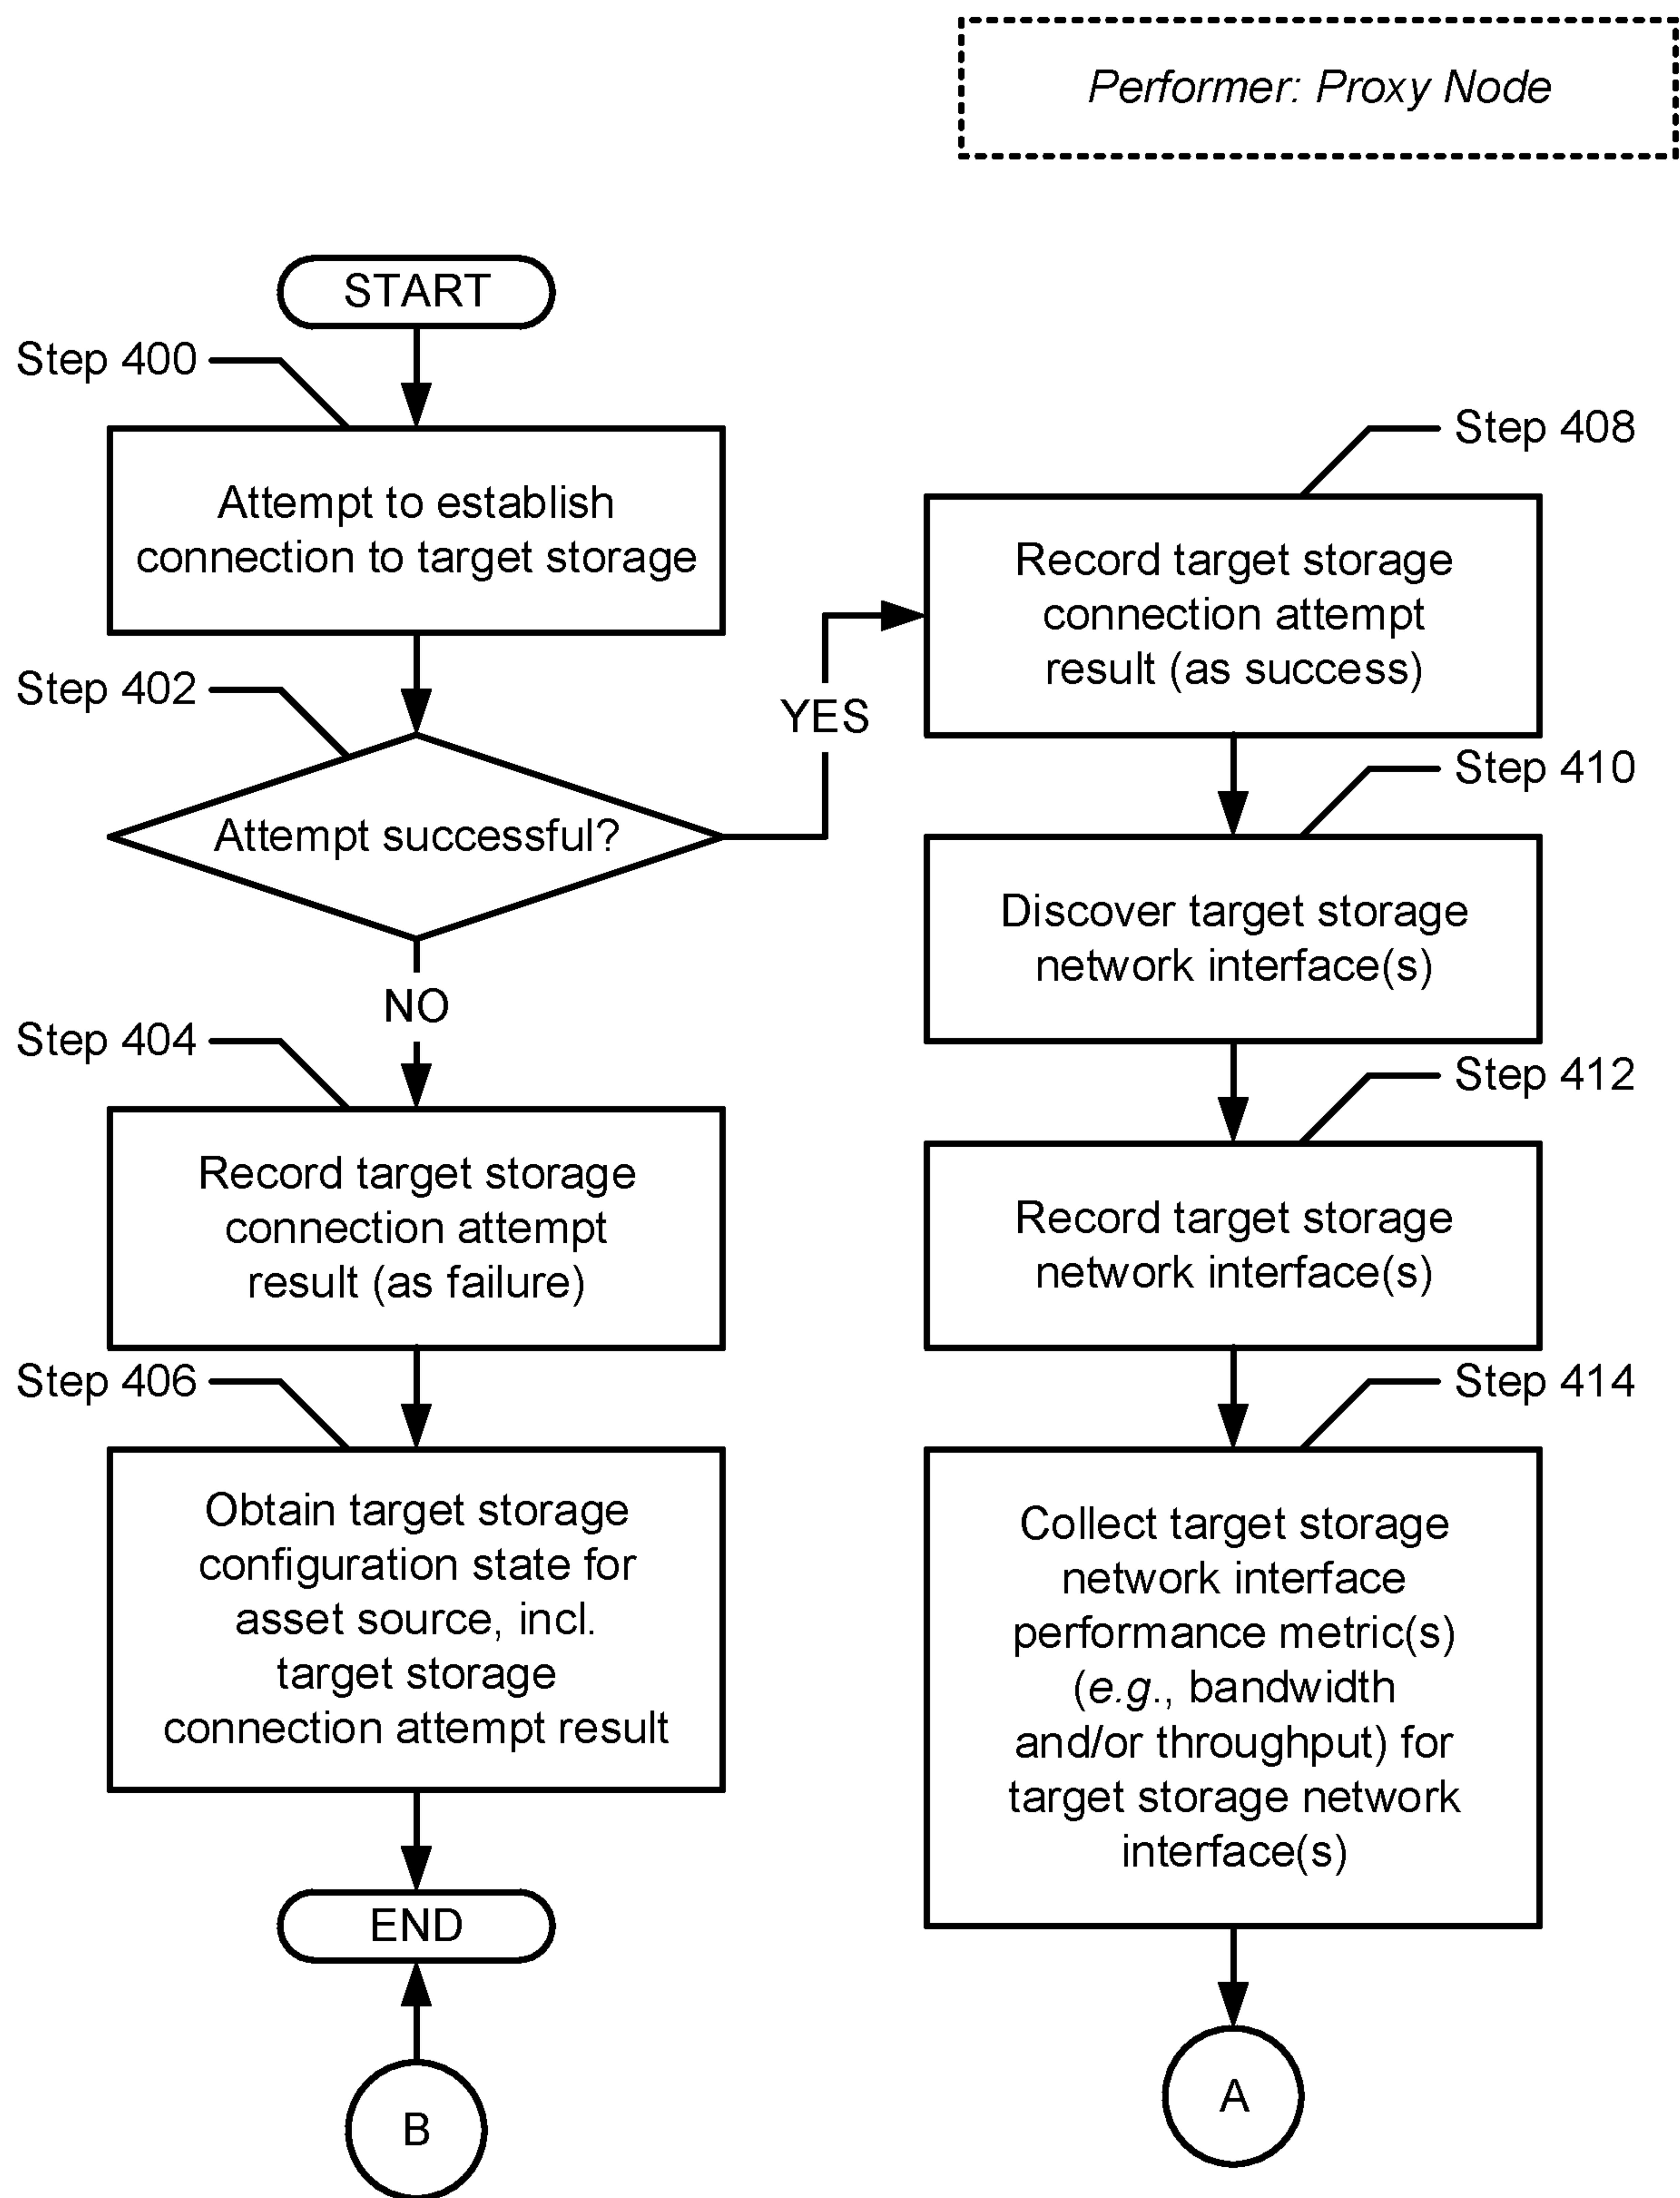 Performer: Proxy Node
START
Step 400
Attempt to establish
connection to target storage
Step 402
Attempt successful?
YES
NO
Step 404
Record target storage
connection attempt
result (as failure)
Step 406
Obtain target storage
configuration state for
asset source, incl.
target storage
connection attempt result
END
B
Step 408
Record target storage
connection attempt
result (as success)
Step 410
Discover target storage
network interface(s)
Step 412
Record target storage
network interface(s)
Step 414
Collect target storage
network interface
performance metric(s)
(e.g., bandwidth
and/or throughput) for
target storage network
interface(s)
A